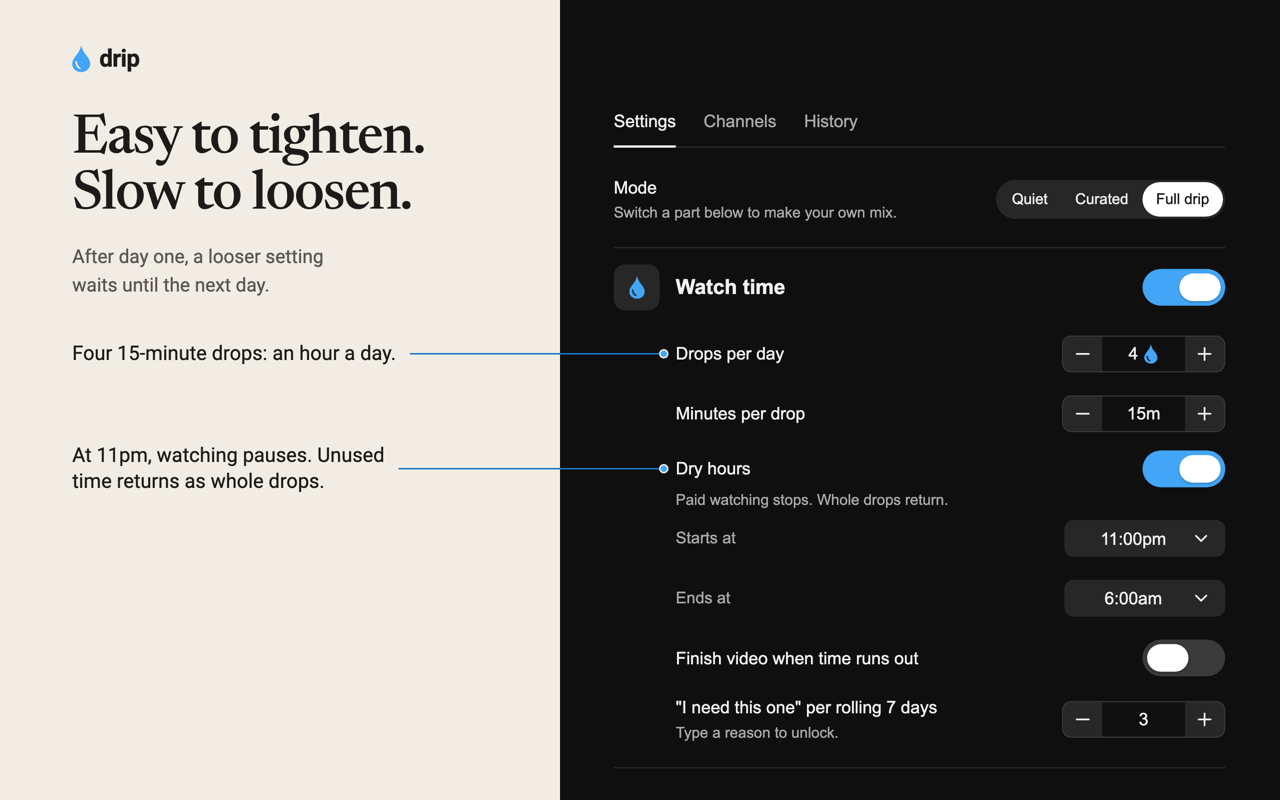 drip
Easy to tighten.
Slow to loosen.
After day one, a looser setting
waits until the next day.
Four 15-minute drops: an hour a day.
At 11pm, watching pauses. Unused
time returns as whole drops.
Settings Channels History
Mode
Switch a part below to make your own mix.
Quiet Curated Full drip
Watch time
Drops per day
− 4 +
Minutes per drop
− 15m +
Dry hours
Paid watching stops. Whole drops return.
Starts at
11:00pm
Ends at
6:00am
Finish video when time runs out
"I need this one" per rolling 7 days
Type a reason to unlock.
− 3 +